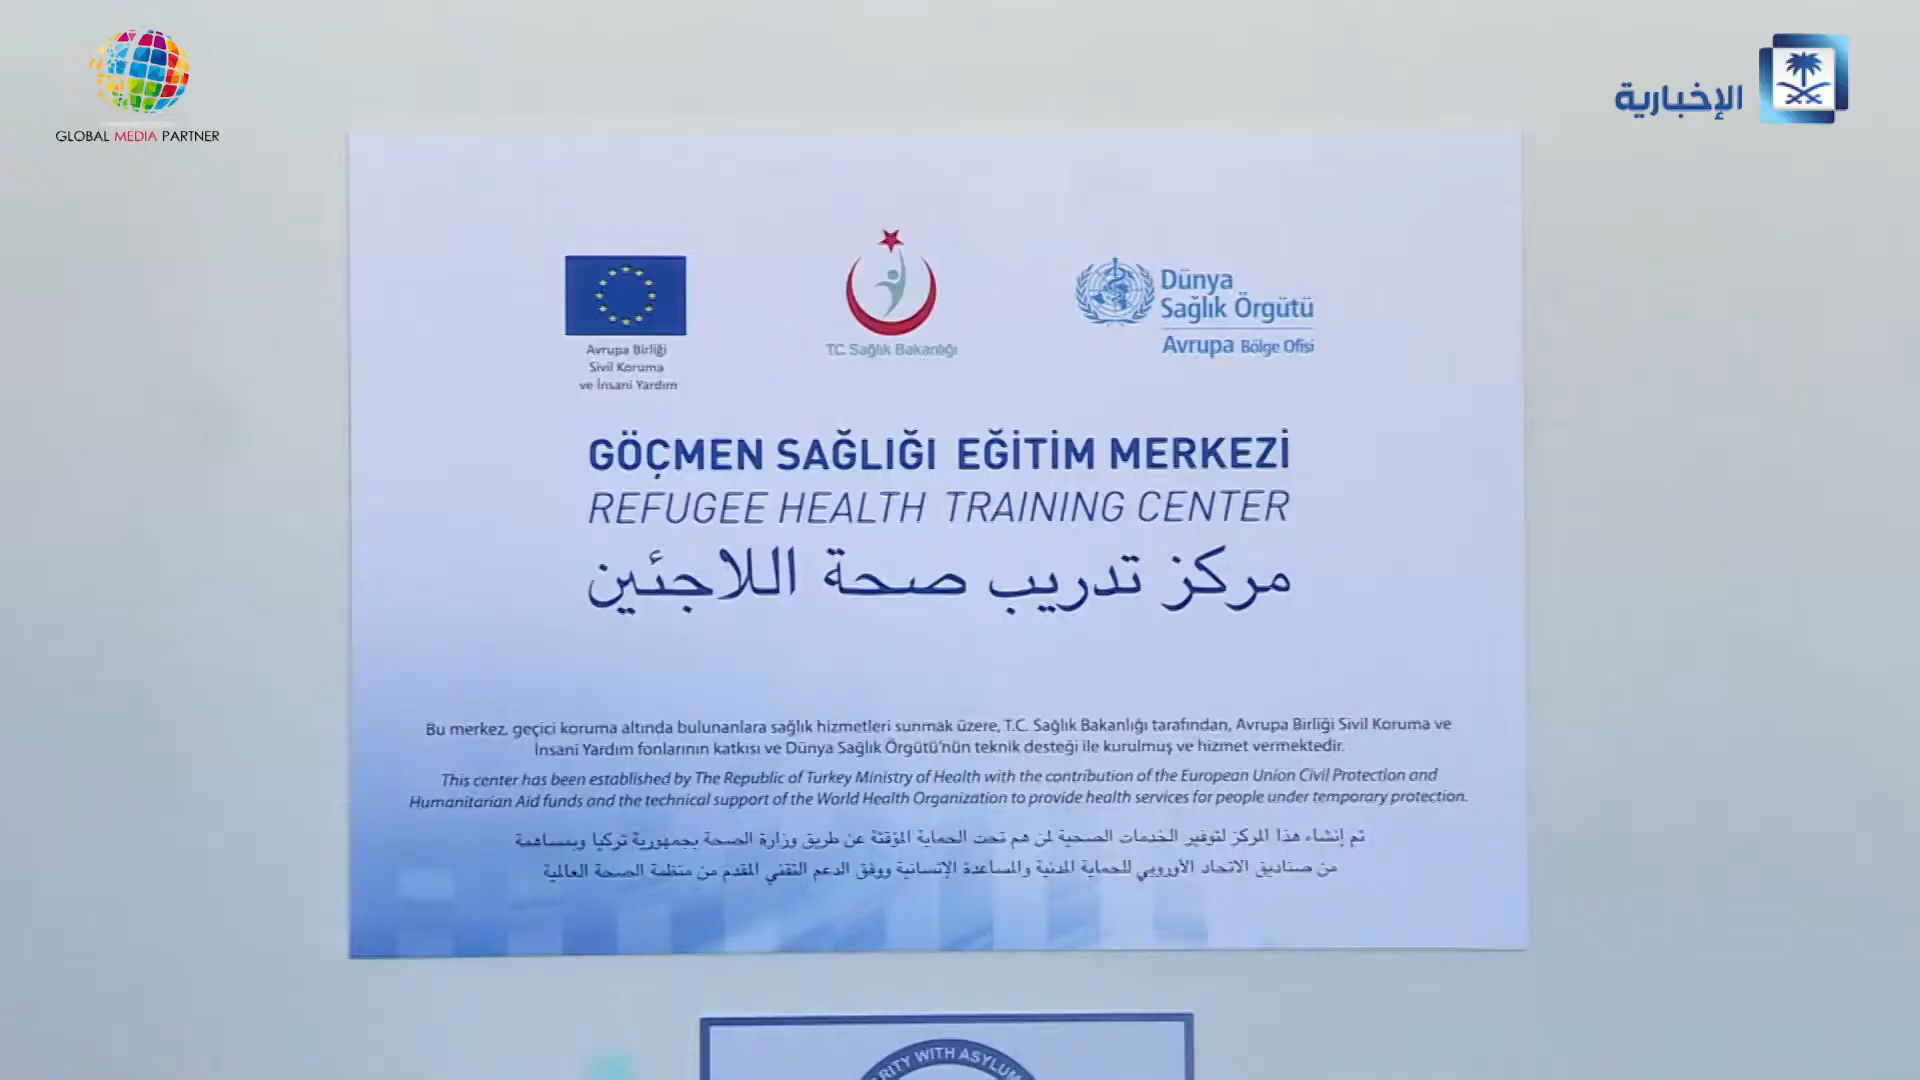 GLOBAL MEDIA PARTNER
الإخبارية
Avrupa Birliği
Sivil Koruma
ve İnsani Yardım
T.C. Sağlık Bakanlığı
Dünya
Sağlık Örgütü
Avrupa Bölge Ofisi
GÖÇMEN SAĞLIĞI EĞİTİM MERKEZİ
REFUGEE HEALTH TRAINING CENTER
مركز تدريب صحة اللاجئين
Bu merkez, geçici koruma altında bulunanlara sağlık hizmetleri sunmak üzere, T.C. Sağlık Bakanlığı tarafından, Avrupa Birliği Sivil Koruma ve
İnsani Yardım fonlarının katkısı ve Dünya Sağlık Örgütü'nün teknik desteği ile kurulmuş ve hizmet vermektedir.
This center has been established by The Republic of Turkey Ministry of Health with the contribution of the European Union Civil Protection and
Humanitarian Aid funds and the technical support of the World Health Organization to provide health services for people under temporary protection.
تم إنشاء هذا المركز لتوفير الخدمات الصحية لمن هم تحت الحماية المؤقتة عن طريق وزارة الصحة بجمهورية تركيا وبمساهمة
من صناديق الاتحاد الأوروبي للحماية المدنية والمساعدة الإنسانية ووفق الدعم التقني المقدم من منظمة الصحة العالمية
WITH ASYLUM